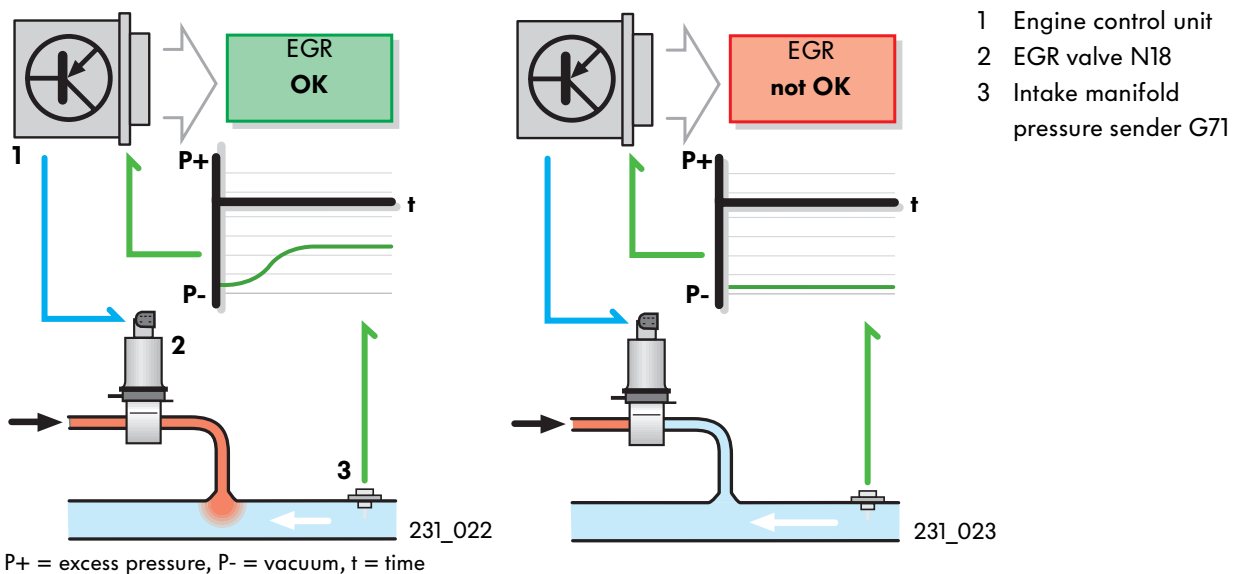 EGR
OK
1
P+
t
P-
2
3
231_022
EGR
not OK
P+
t
P-
231_023
1 Engine control unit
2 EGR valve N18
3 Intake manifold
pressure sender G71
P+ = excess pressure, P- = vacuum, t = time